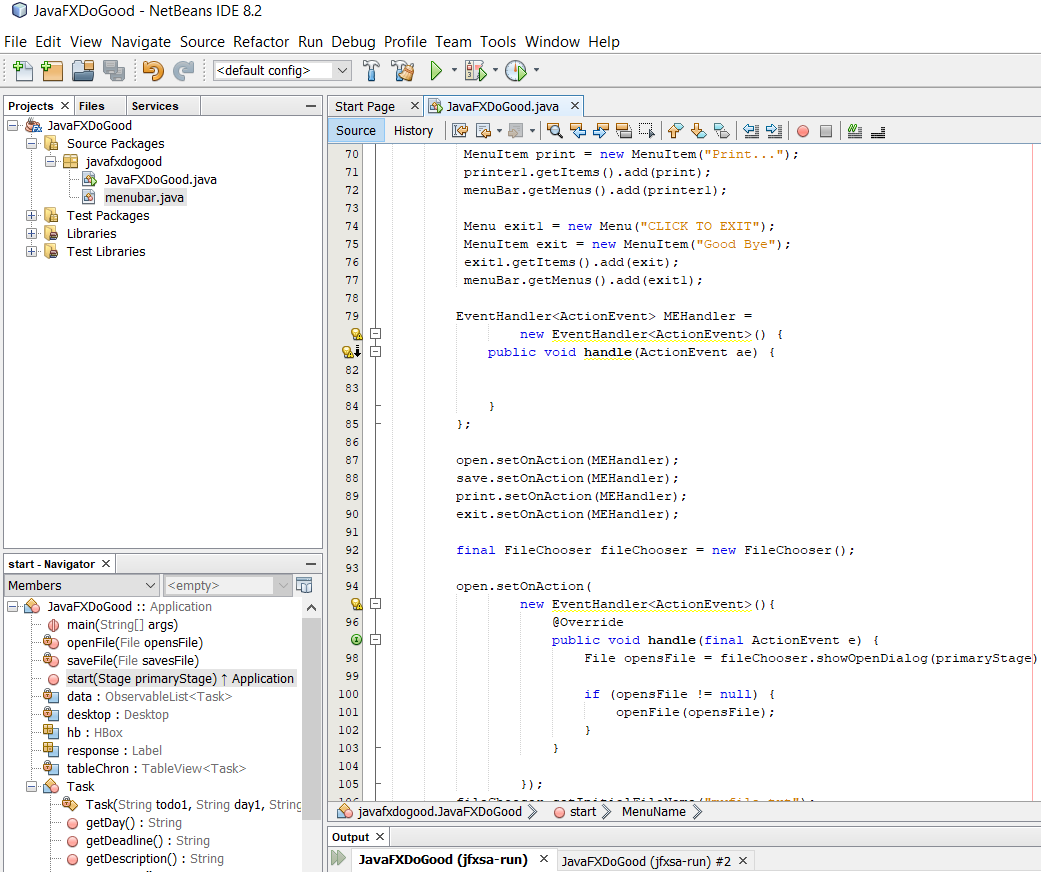 JavaFXDoGood - NetBeans IDE 8.2
File Edit View Navigate Source Refactor Run Debug Profile Team Tools Window Help
<default config>
Projects Files Services
JavaFXDoGood
Source Packages
javafxdogood
JavaFXDoGood.java
menubar.java
Test Packages
Libraries
Test Libraries
start - Navigator
Members <empty>
JavaFXDoGood :: Application
main(String[] args)
openFile(File opensFile)
saveFile(File savesFile)
start(Stage primaryStage) ↑ Application
data : ObservableList<Task>
desktop : Desktop
hb : HBox
response : Label
tableChron : TableView<Task>
Task
Task(String todo1, String day1, String
getDay() : String
getDeadline() : String
getDescription() : String
Start Page JavaFXDoGood.java
Source History
70 MenuItem print = new MenuItem("Print...");
71 printer1.getItems().add(print);
72 menuBar.getMenus().add(printer1);
73
74 Menu exit1 = new Menu("CLICK TO EXIT");
75 MenuItem exit = new MenuItem("Good Bye");
76 exit1.getItems().add(exit);
77 menuBar.getMenus().add(exit1);
78
79 EventHandler<ActionEvent> MEHandler =
new EventHandler<ActionEvent>() {
public void handle(ActionEvent ae) {
82
83
84 }
85 };
86
87 open.setOnAction(MEHandler);
88 save.setOnAction(MEHandler);
89 print.setOnAction(MEHandler);
90 exit.setOnAction(MEHandler);
91
92 final FileChooser fileChooser = new FileChooser();
93
94 open.setOnAction(
new EventHandler<ActionEvent>(){
96 @Override
public void handle(final ActionEvent e) {
98 File opensFile = fileChooser.showOpenDialog(primaryStage)
99
100 if (opensFile != null) {
101 openFile(opensFile);
102 }
103 }
104
105 });
106 fileChooser.getInitialFileName("myfile.txt");
javafxdogood.JavaFXDoGood start MenuName
Output
JavaFXDoGood (jfxsa-run) JavaFXDoGood (jfxsa-run) #2